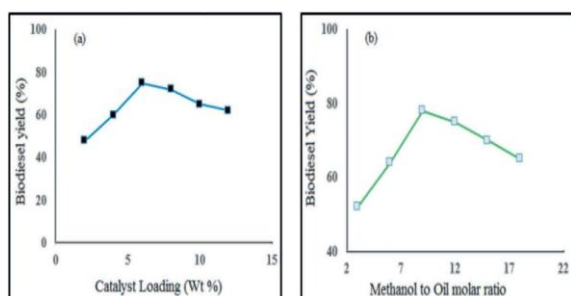 (a)
Biodiesel yield (%)
100
80
60
40
20
0
0 5 10 15
Catalyst Loading (Wt %)
(b)
Biodiesel Yield (%)
100
80
60
40
2 7 12 17 22
Methanol to Oil molar ratio